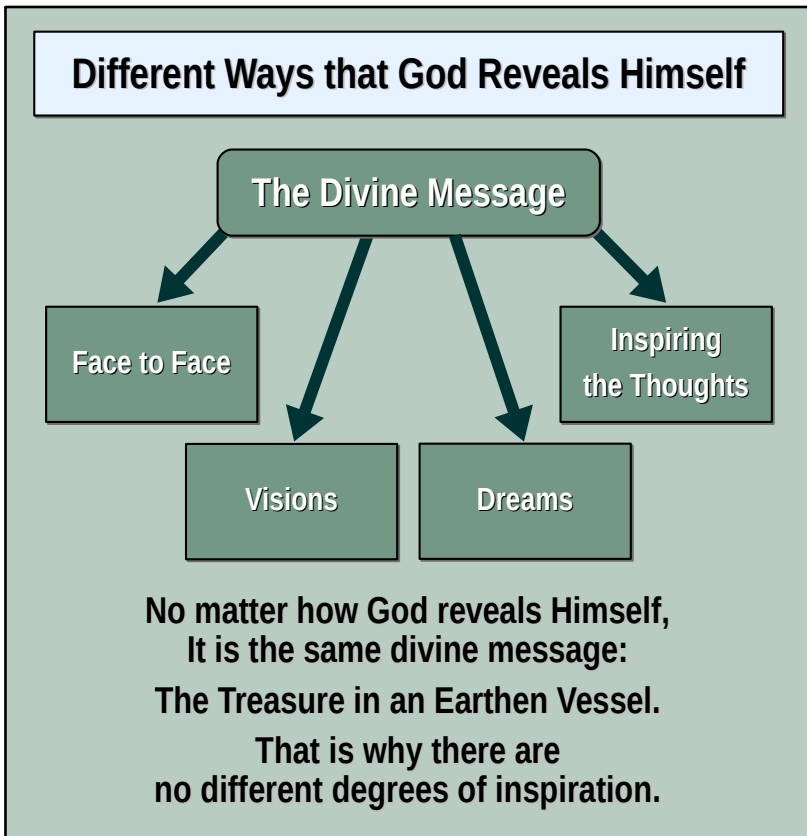 Different Ways that God Reveals Himself
The Divine Message
Face to Face
Inspiring
the Thoughts
Visions
Dreams
No matter how God reveals Himself,
It is the same divine message:
The Treasure in an Earthen Vessel.
That is why there are
no different degrees of inspiration.